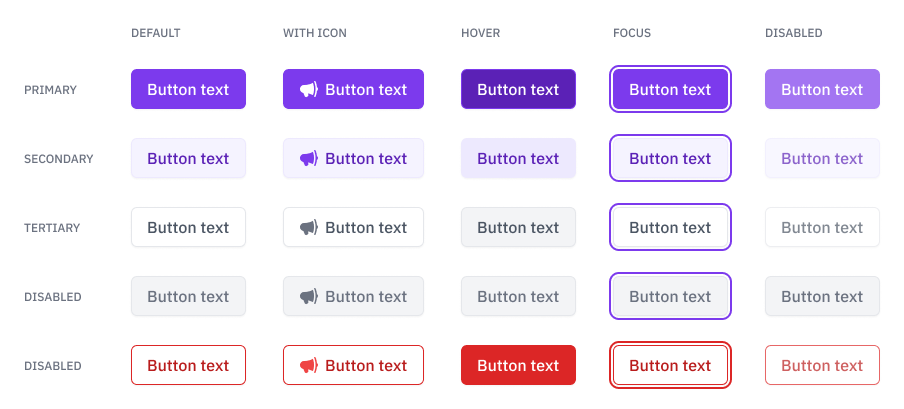 DEFAULT WITH ICON HOVER FOCUS DISABLED
PRIMARY Button text Button text Button text Button text Button text
SECONDARY Button text Button text Button text Button text Button text
TERTIARY Button text Button text Button text Button text Button text
DISABLED Button text Button text Button text Button text Button text
DISABLED Button text Button text Button text Button text Button text